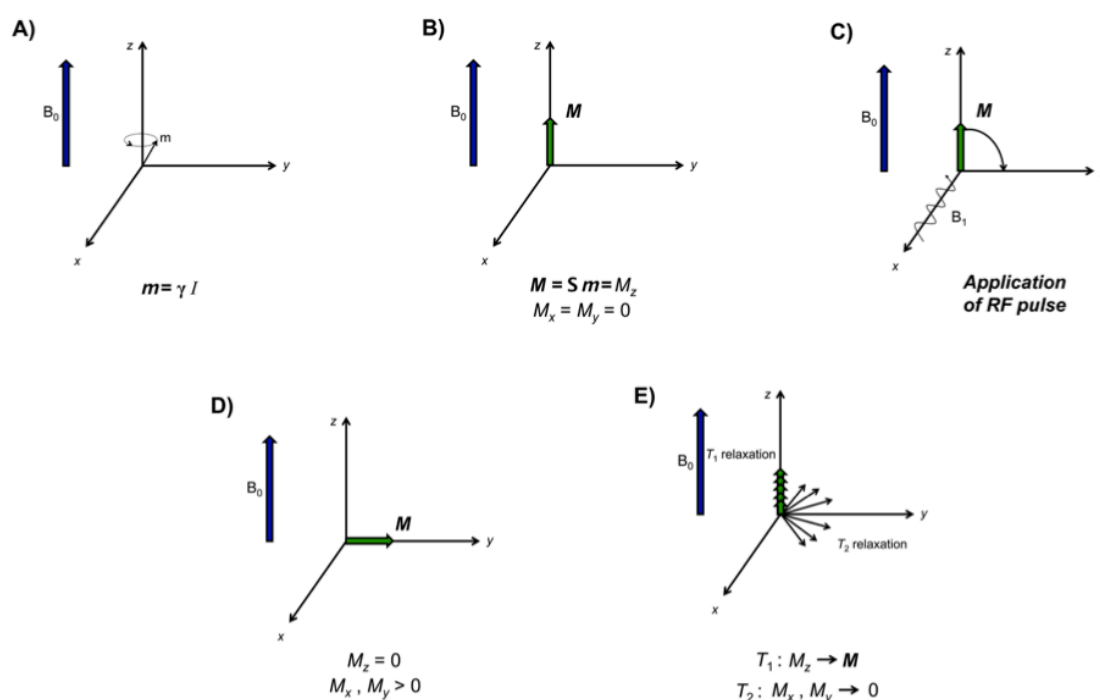 A)
z
B₀
m
y
x
m= γ I
B)
z
B₀
M
y
x
M = S m= Mz
Mx = My = 0
C)
z
B₀
M
B₁
x
Application
of RF pulse
D)
z
B₀
M
y
x
Mz = 0
Mx , My > 0
E)
z
B₀
T₁ relaxation
y
T₂ relaxation
x
T₁ : Mz → M
T₂ : Mx , My → 0